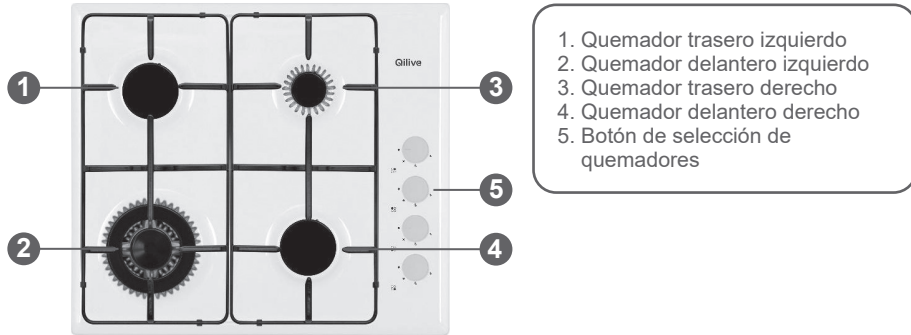 Qilive
1
2
3
4
5
1. Quemador trasero izquierdo
2. Quemador delantero izquierdo
3. Quemador trasero derecho
4. Quemador delantero derecho
5. Botón de selección de
quemadores